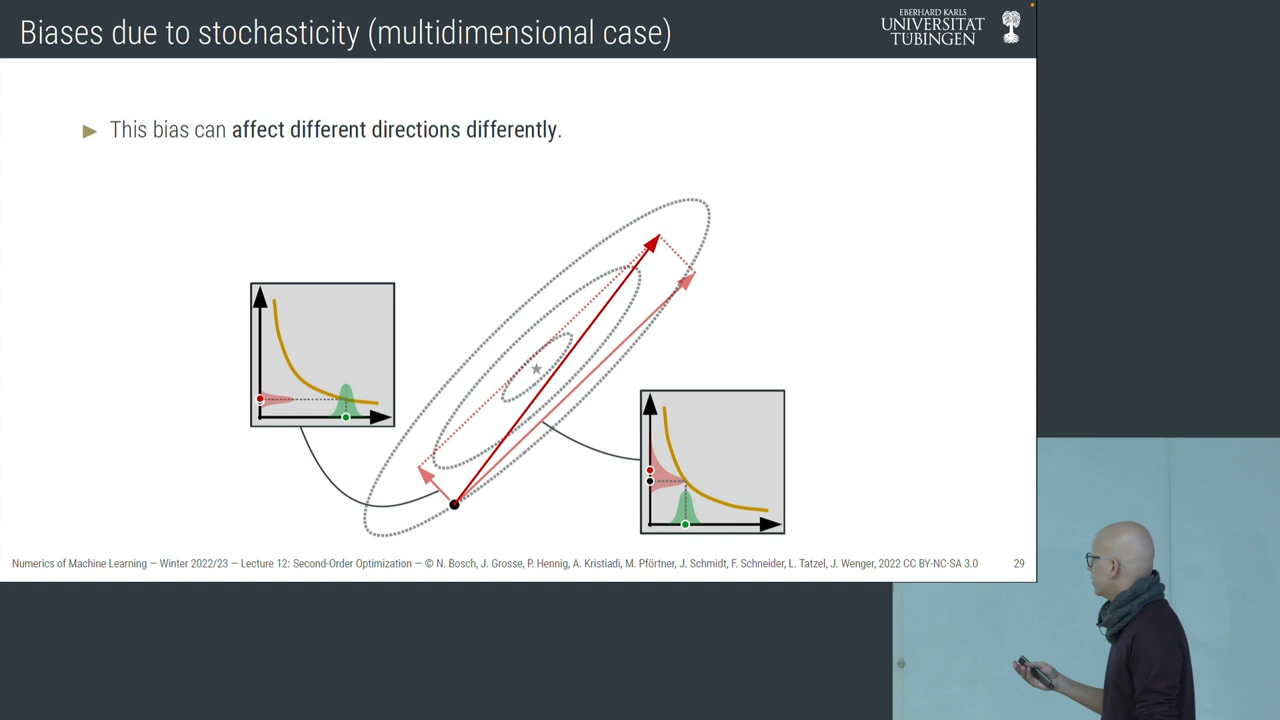 Biases due to stochasticity (multidimensional case)
EBERHARD KARLS
UNIVERSITÄT
TÜBINGEN
This bias can affect different directions differently.
Numerics of Machine Learning — Winter 2022/23 — Lecture 12: Second-Order Optimization — © N. Bosch, J. Grosse, P. Hennig, A. Kristiadi, M. Pförtner, J. Schmidt, F. Schneider, L. Tatzel, J. Wenger, 2022 CC BY-NC-SA 3.0
29